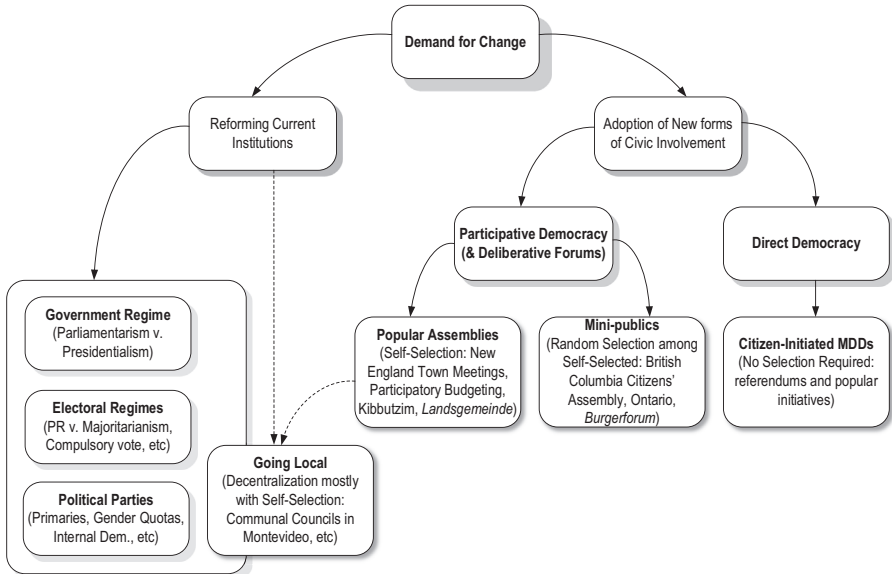 Demand for Change
Reforming Current
Institutions
Adoption of New forms
of Civic Involvement
Participative Democracy
(& Deliberative Forums)
Direct Democracy
Government Regime
(Parliamentarism v.
Presidentialism)
Electoral Regimes
(PR v. Majoritarianism,
Compulsory vote, etc)
Political Parties
(Primaries, Gender Quotas,
Internal Dem., etc)
Going Local
(Decentralization mostly
with Self-Selection:
Communal Councils in
Montevideo, etc)
Popular Assemblies
(Self-Selection: New
England Town Meetings,
Participatory Budgeting,
Kibbutzim, Landsgemeinde)
Mini-publics
(Random Selection among
Self-Selected: British
Columbia Citizens'
Assembly, Ontario,
Burgerforum)
Citizen-Initiated MDDs
(No Selection Required:
referendums and popular
initiatives)